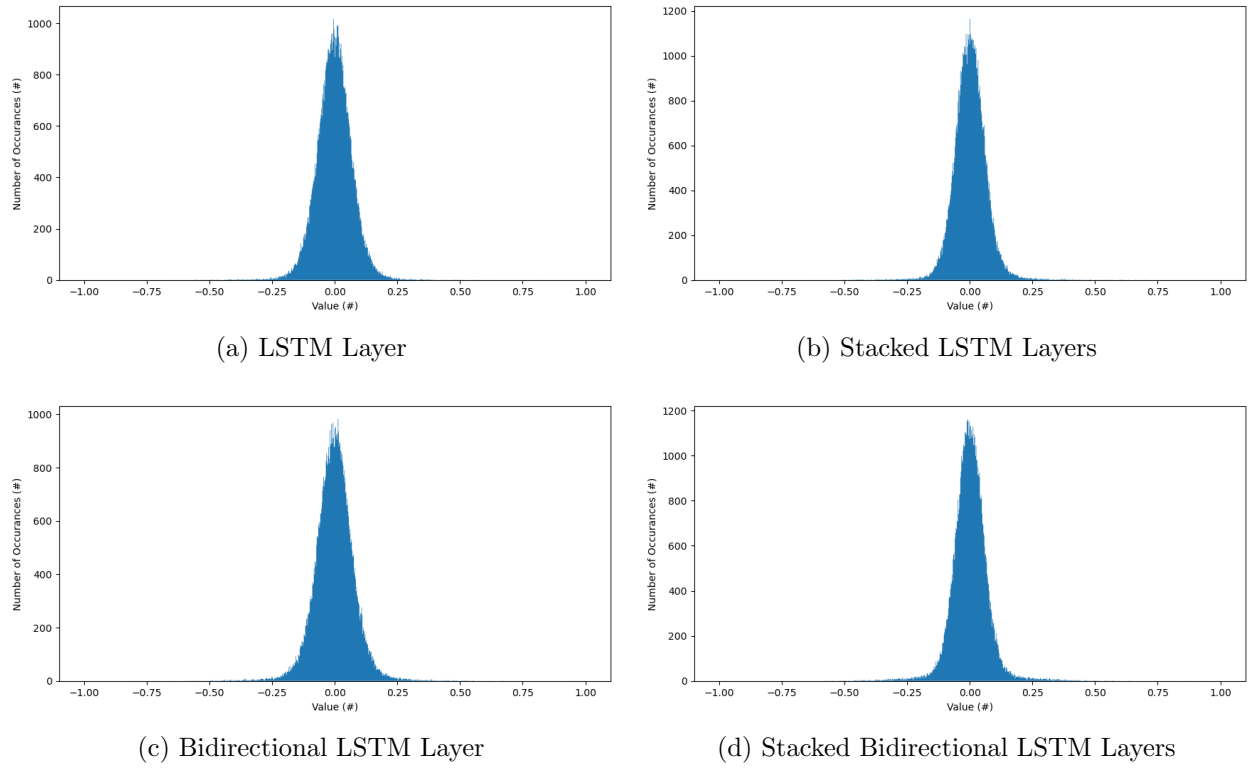 1000
800
600
400
200
0
Number of Occurances (#)
−1.00 −0.75 −0.50 −0.25 0.00 0.25 0.50 0.75 1.00
Value (#)
(a) LSTM Layer
1200
1000
800
600
400
200
0
Number of Occurances (#)
−1.00 −0.75 −0.50 −0.25 0.00 0.25 0.50 0.75 1.00
Value (#)
(b) Stacked LSTM Layers
1000
800
600
400
200
0
Number of Occurances (#)
−1.00 −0.75 −0.50 −0.25 0.00 0.25 0.50 0.75 1.00
Value (#)
(c) Bidirectional LSTM Layer
1200
1000
800
600
400
200
0
Number of Occurances (#)
−1.00 −0.75 −0.50 −0.25 0.00 0.25 0.50 0.75 1.00
Value (#)
(d) Stacked Bidirectional LSTM Layers